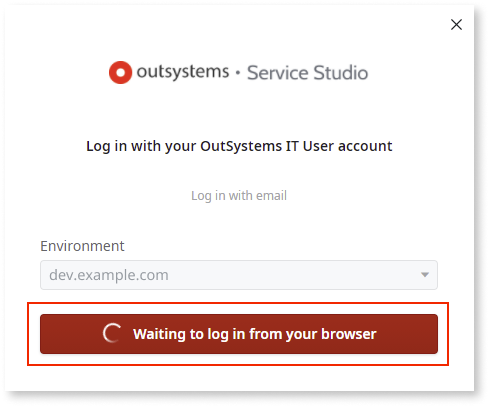 outsystems • Service Studio
Log in with your OutSystems IT User account
Log in with email
Environment
dev.example.com
Waiting to log in from your browser